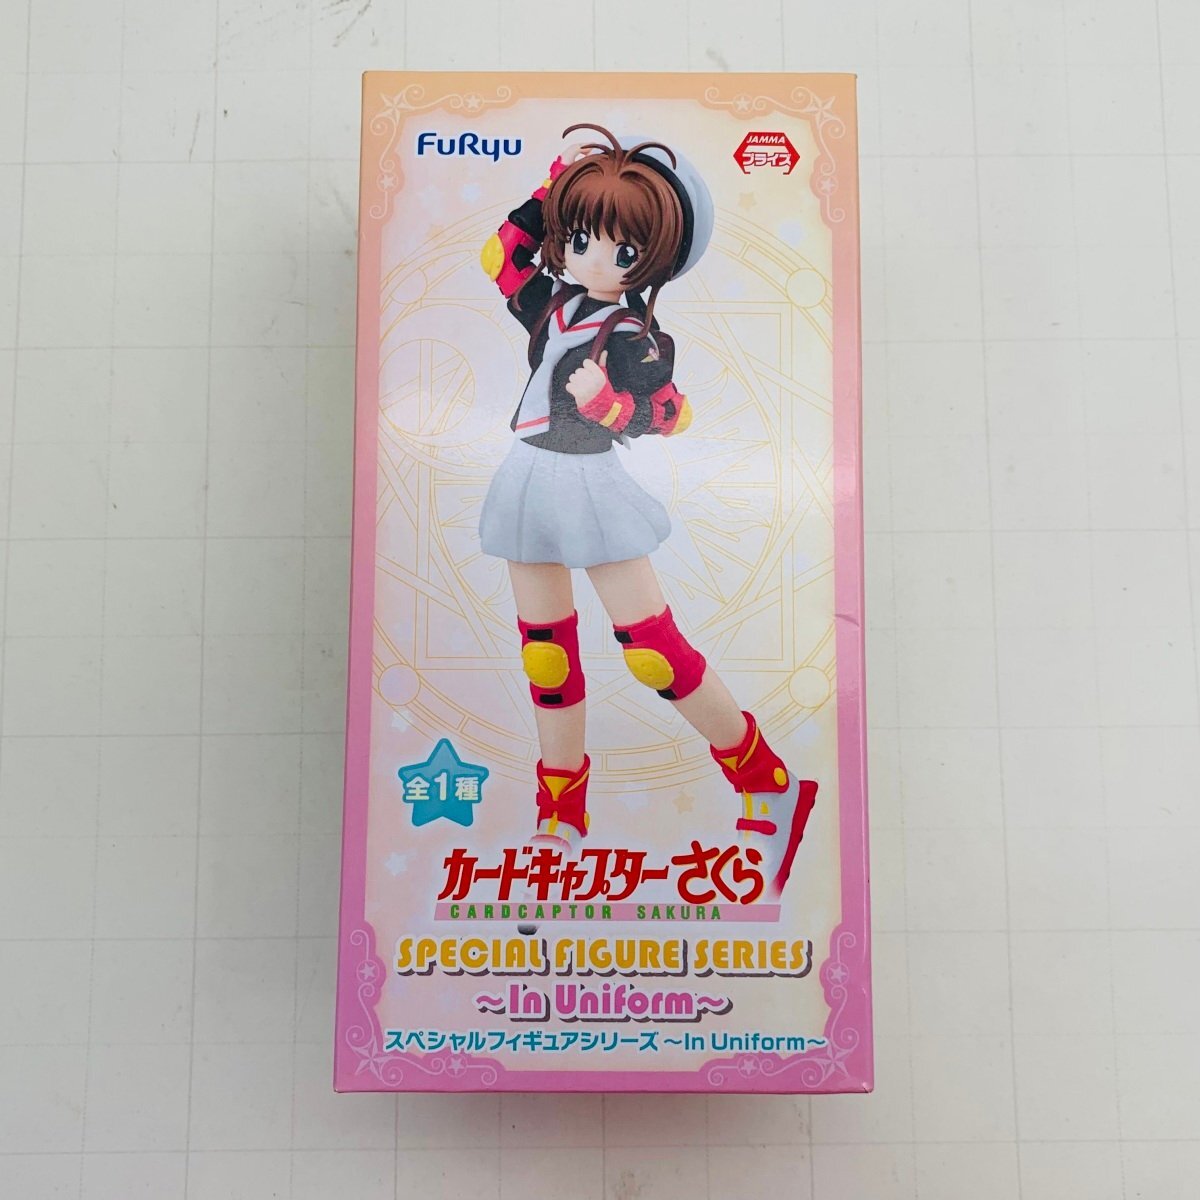 FuRyu
JAMMA
プライズ
全1種
カードキャプターさくら
CARDCAPTOR SAKURA
SPECIAL FIGURE SERIES
~In Uniform~
スペシャルフィギュアシリーズ ~In Uniform~